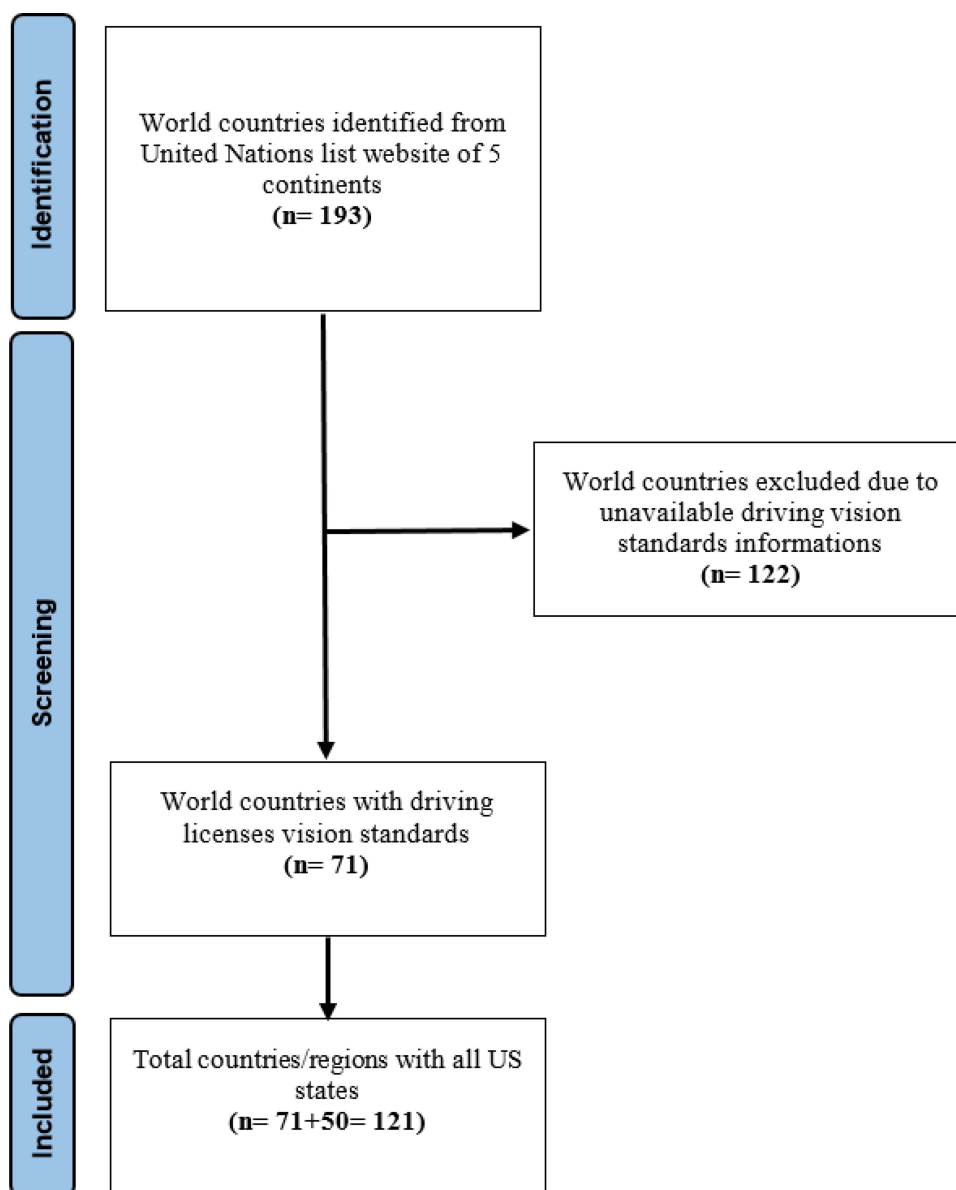 Identification
World countries identified from
United Nations list website of 5
continents
(n= 193)
Screening
World countries excluded due to
unavailable driving vision
standards informations
(n= 122)
World countries with driving
licenses vision standards
(n= 71)
Included
Total countries/regions with all US
states
(n= 71+50= 121)